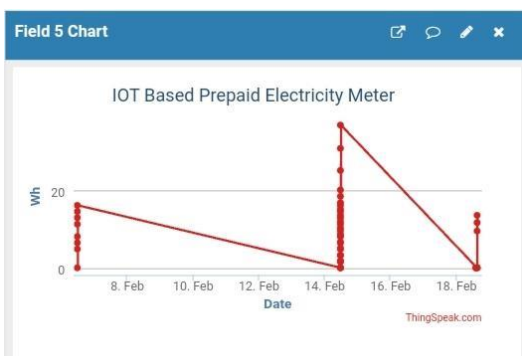 Field 5 Chart
IOT Based Prepaid Electricity Meter
Wh
20
0
8. Feb 10. Feb 12. Feb 14. Feb 16. Feb 18. Feb
Date
ThingSpeak.com